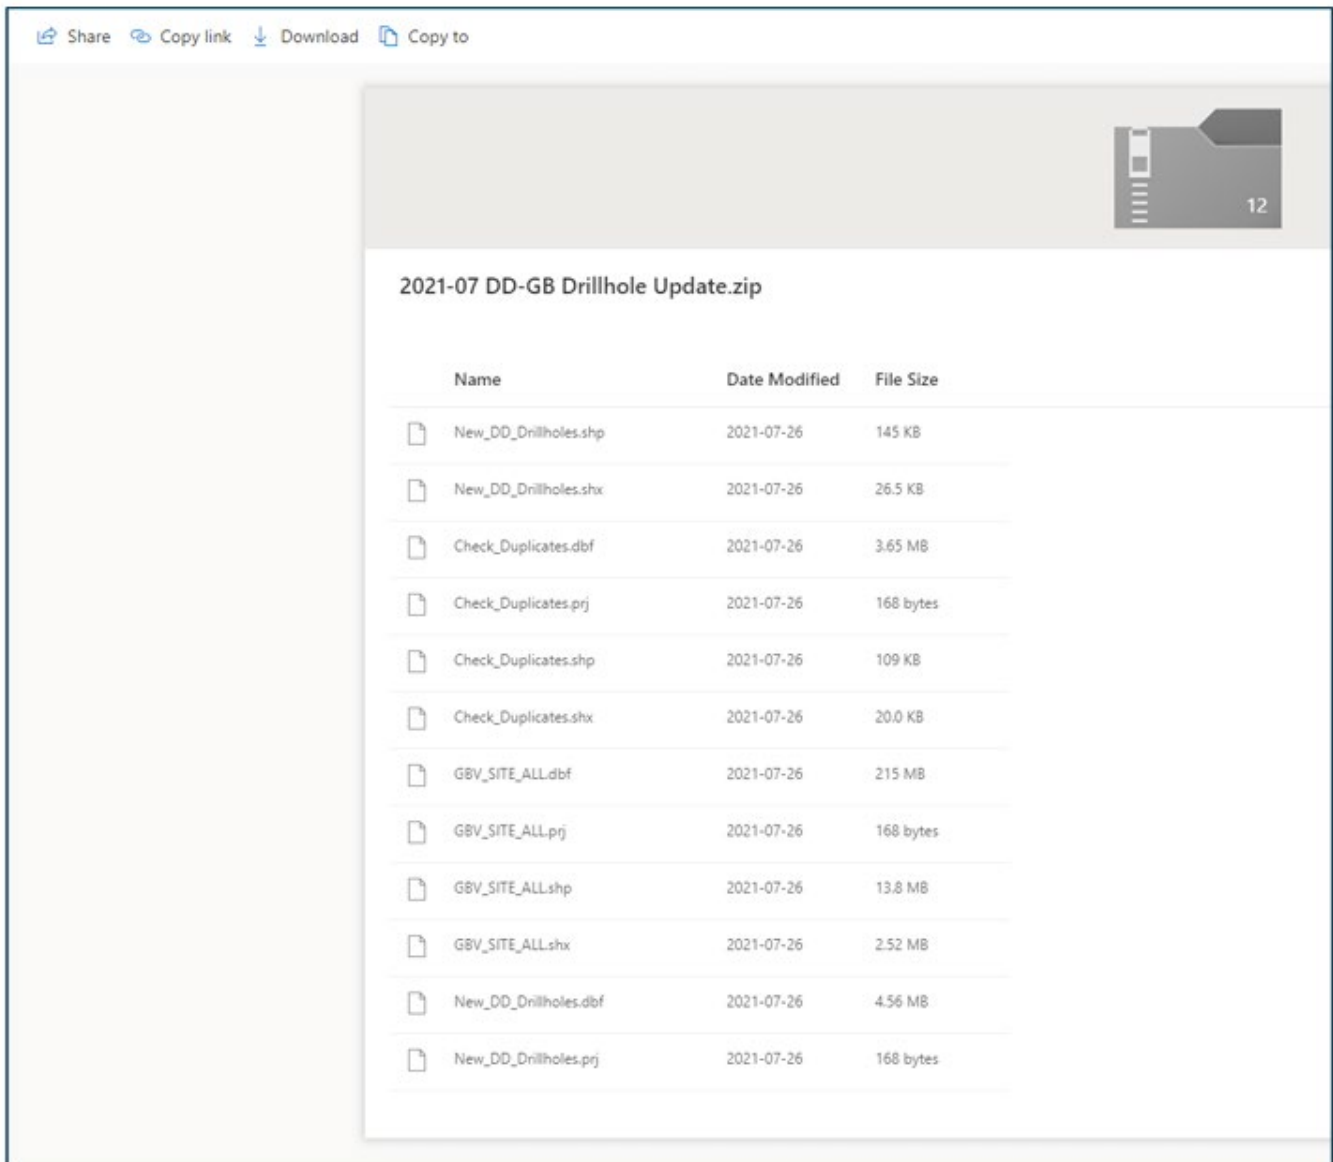 Share Copy link Download Copy to
12
2021-07 DD-GB Drillhole Update.zip
Name Date Modified File Size
New_DD_Drillholes.shp 2021-07-26 145 KB
New_DD_Drillholes.shx 2021-07-26 26.5 KB
Check_Duplicates.dbf 2021-07-26 3.65 MB
Check_Duplicates.prj 2021-07-26 168 bytes
Check_Duplicates.shp 2021-07-26 109 KB
Check_Duplicates.shx 2021-07-26 20.0 KB
GBV_SITE_ALL.dbf 2021-07-26 215 MB
GBV_SITE_ALL.prj 2021-07-26 168 bytes
GBV_SITE_ALL.shp 2021-07-26 13.8 MB
GBV_SITE_ALL.shx 2021-07-26 2.52 MB
New_DD_Drillholes.dbf 2021-07-26 4.56 MB
New_DD_Drillholes.prj 2021-07-26 168 bytes